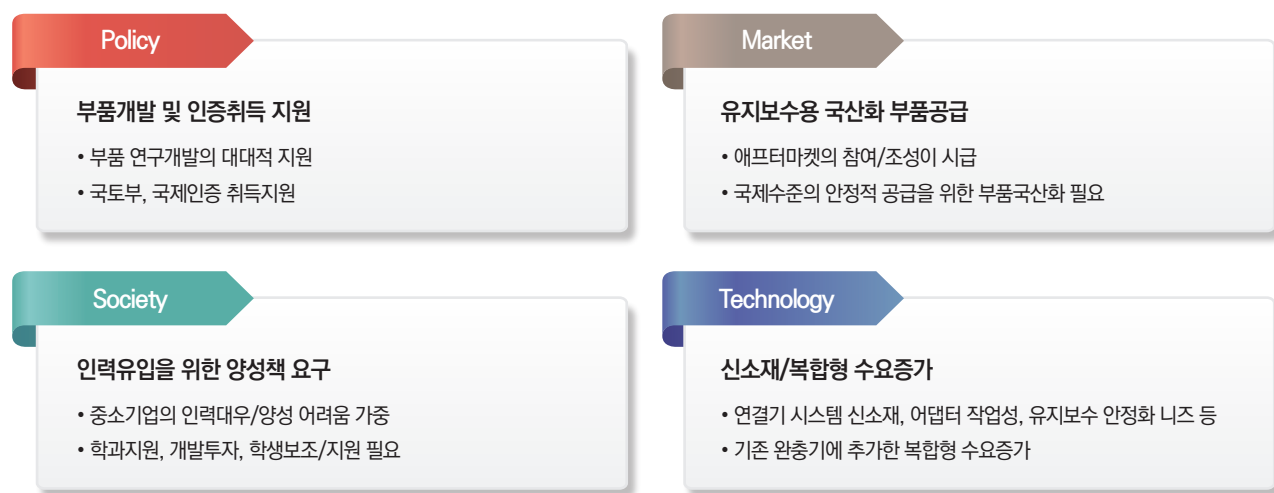 Policy
부품개발 및 인증취득 지원
• 부품 연구개발의 대대적 지원
• 국토부, 국제인증 취득지원
Market
유지보수용 국산화 부품공급
• 애프터마켓의 참여/조성이 시급
• 국제수준의 안정적 공급을 위한 부품국산화 필요
Society
인력유입을 위한 양성책 요구
• 중소기업의 인력대우/양성 어려움 가중
• 학과지원, 개발투자, 학생보조/지원 필요
Technology
신소재/복합형 수요증가
• 연결기 시스템 신소재, 어댑터 작업성, 유지보수 안정화 니즈 등
• 기존 완충기에 추가한 복합형 수요증가